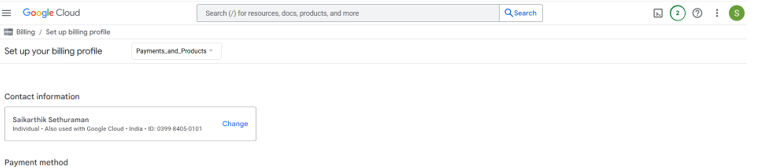 Google Cloud
Search (/) for resources, docs, products, and more
Search
2
S
Billing / Set up billing profile
Set up your billing profile
Payments_and_Products
Contact information
Saikarthik Sethuraman
Individual • Also used with Google Cloud • India • ID: 0399-8405-0101
Change
Payment method